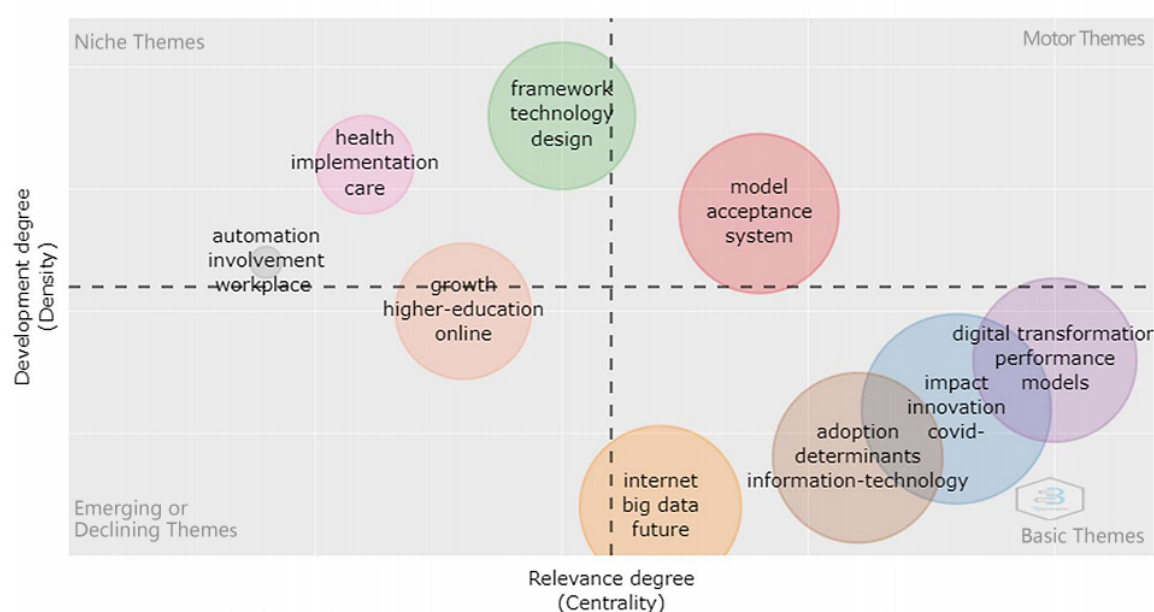 Niche Themes
Motor Themes
framework
technology
design
health
implementation
care
model
acceptance
system
automation
involvement
workplace
growth
higher-education
online
digital transformation
performance
models
impact
innovation
covid-
adoption
determinants
information-technology
internet
big data
future
Emerging or
Declining Themes
Basic Themes
Development degree
(Density)
Relevance degree
(Centrality)